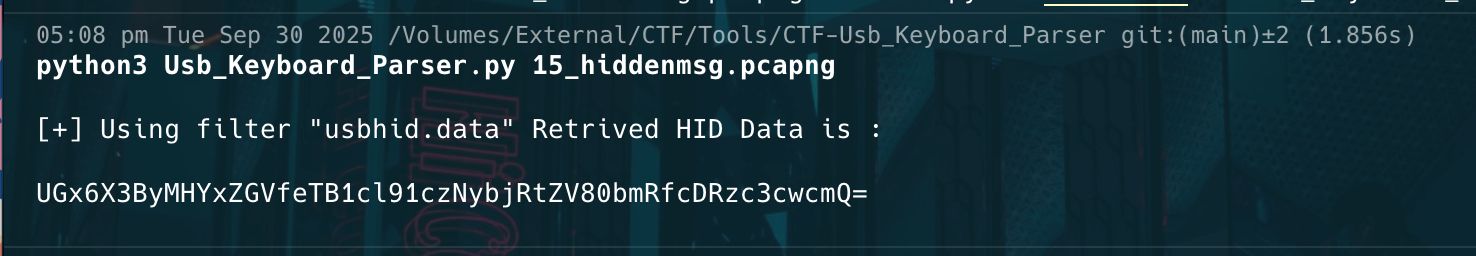 05:08 pm Tue Sep 30 2025 /Volumes/External/CTF/Tools/CTF-Usb_Keyboard_Parser git:(main)±2 (1.856s)
python3 Usb_Keyboard_Parser.py 15_hiddenmsg.pcapng
[+] Using filter "usbhid.data" Retrived HID Data is :
UGx6X3ByMHYxZGVfeTB1cl91czNybjRtZV80bmRfcDRzc3cwcmQ=